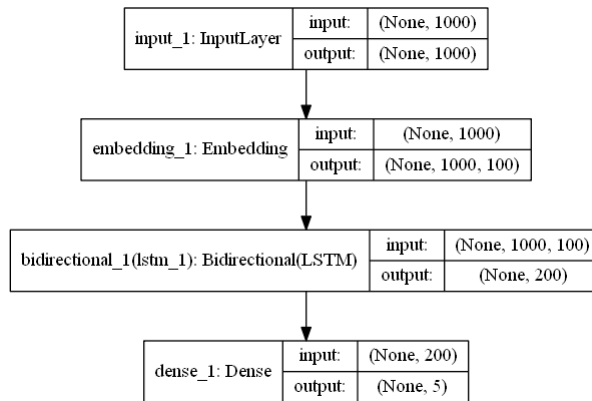 input_1: InputLayer
input: (None, 1000)
output: (None, 1000)
embedding_1: Embedding
input: (None, 1000)
output: (None, 1000, 100)
bidirectional_1(lstm_1): Bidirectional(LSTM)
input: (None, 1000, 100)
output: (None, 200)
dense_1: Dense
input: (None, 200)
output: (None, 5)